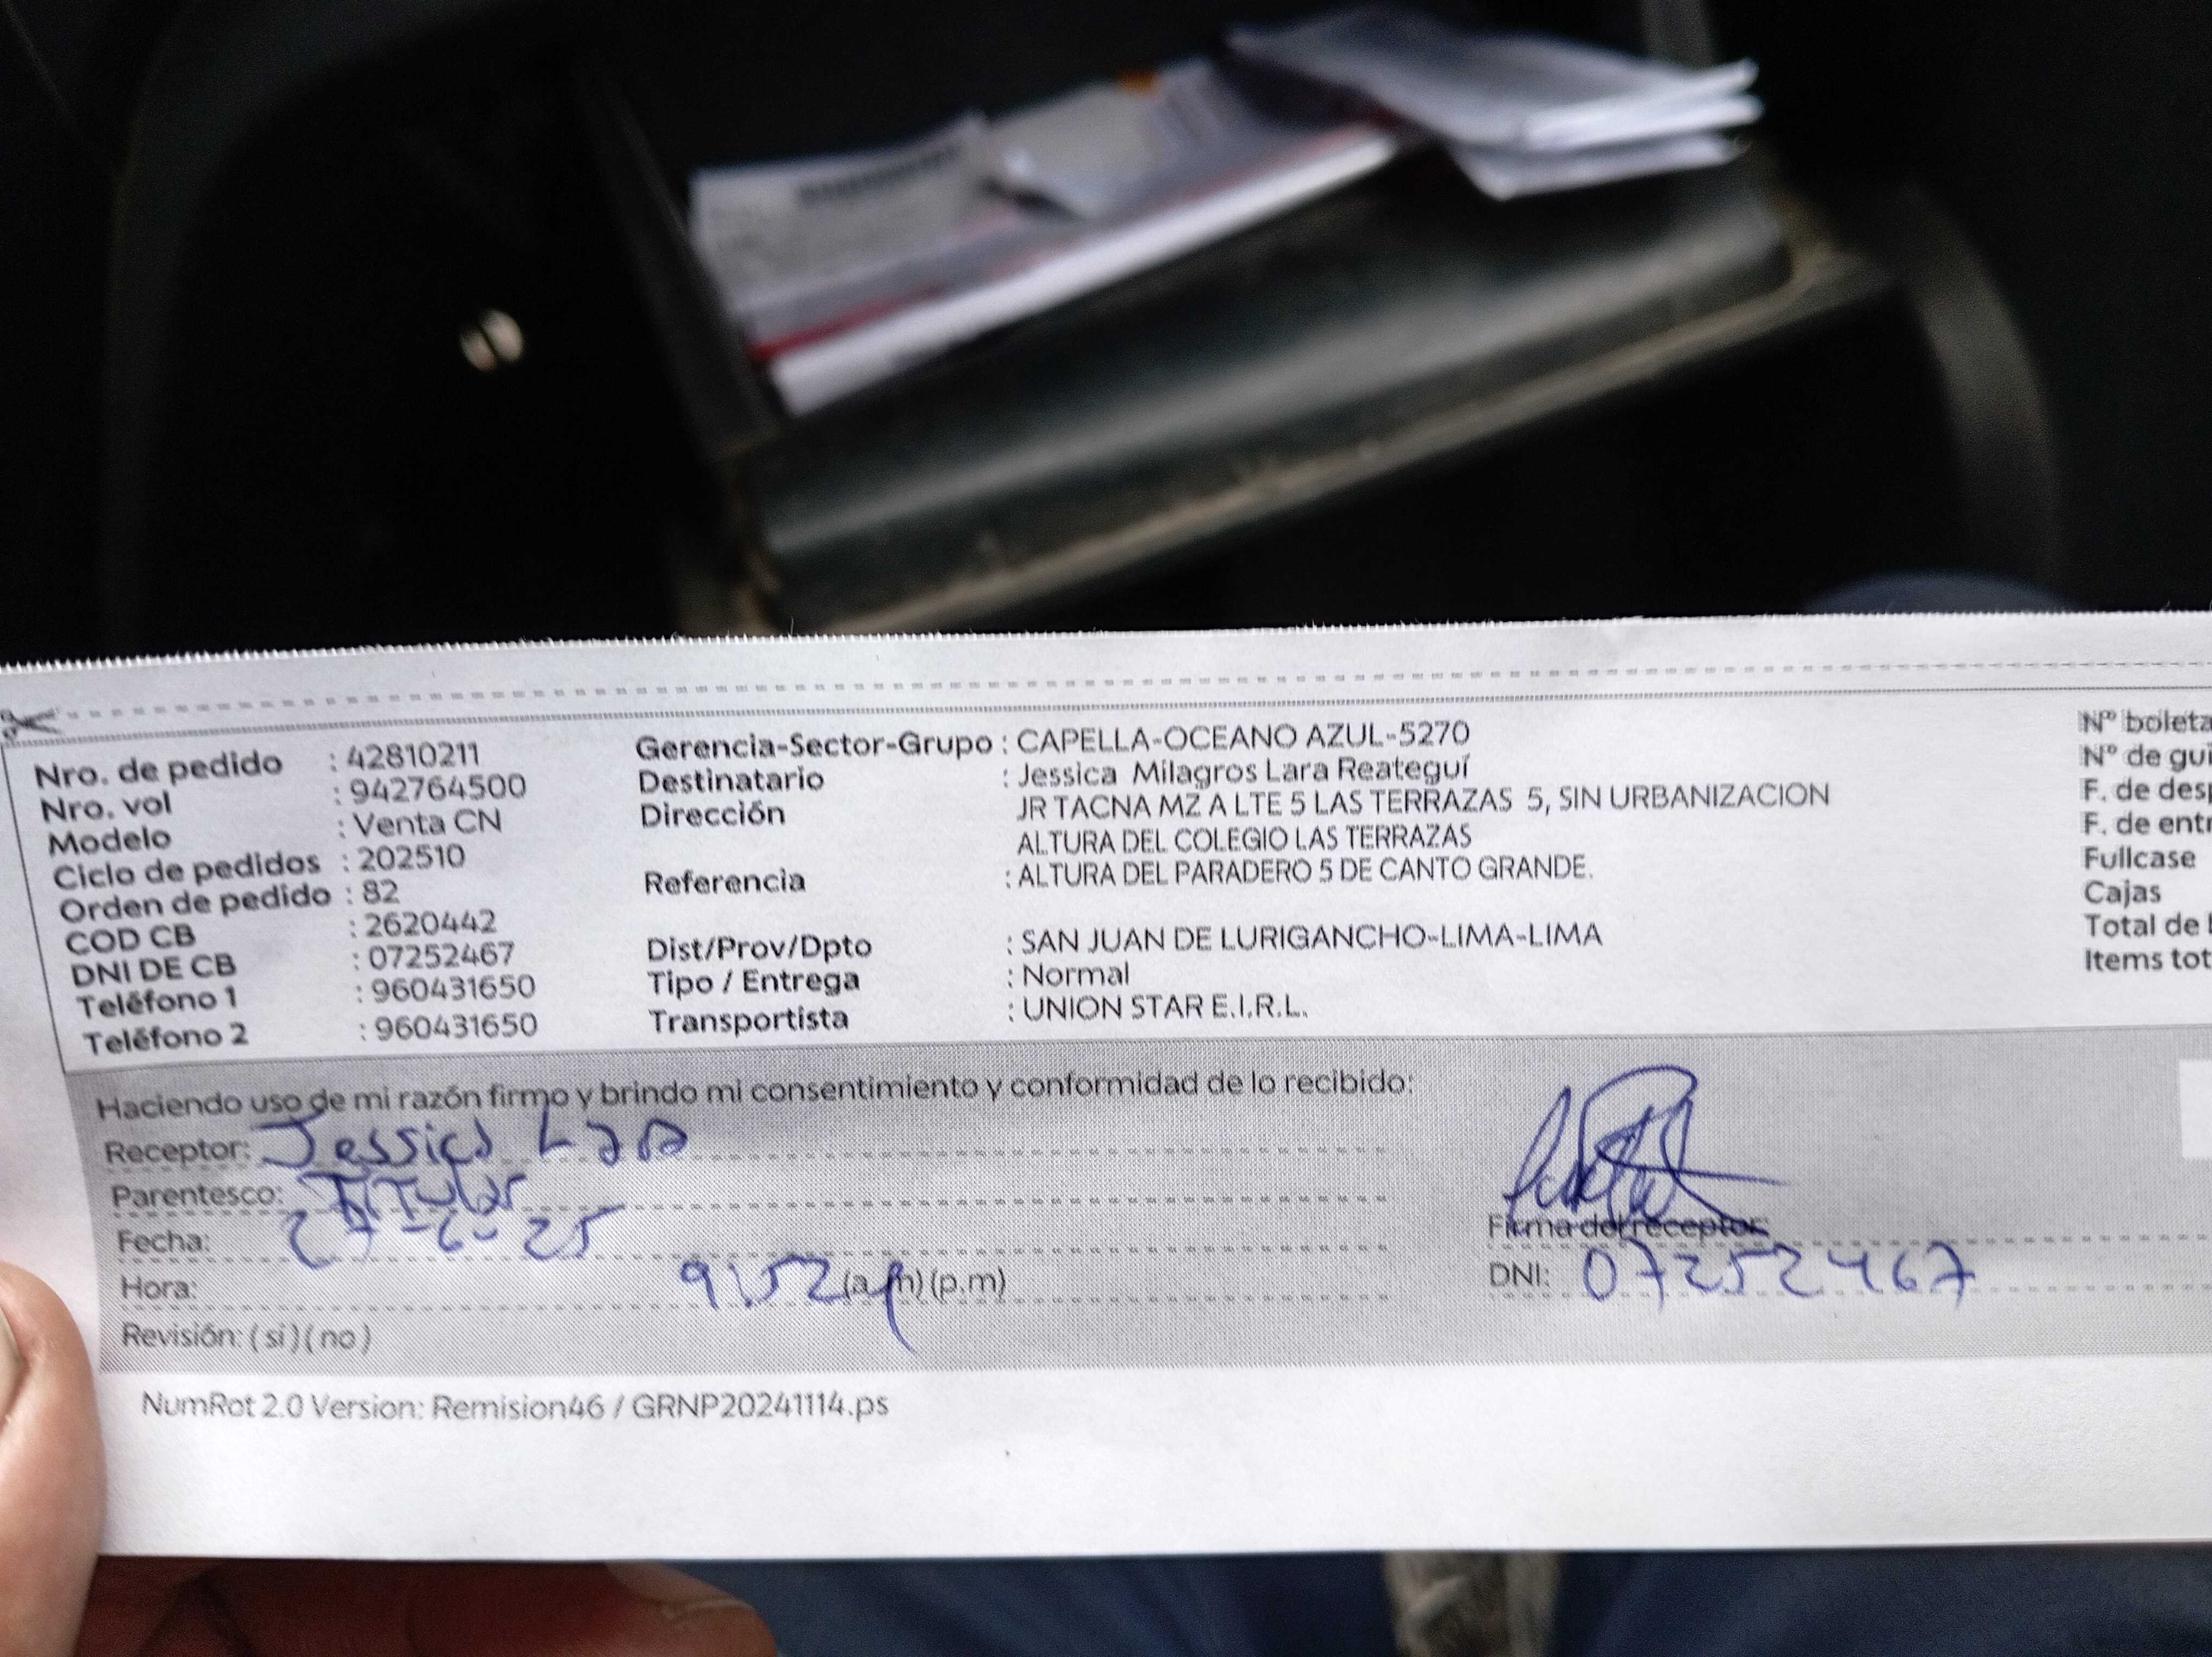 Nro. de pedido : 42810211
Nro. vol : 942764500
Modelo : Venta CN
Ciclo de pedidos : 202510
Orden de pedido : 82
COD CB : 2620442
DNI DE CB : 07252467
Teléfono 1 : 960431650
Teléfono 2 : 960431650
Gerencia-Sector-Grupo : CAPELLA-OCEANO AZUL-5270
Destinatario : Jessica Milagros Lara Reateguí
Dirección JR TACNA MZ A LTE 5 LAS TERRAZAS 5, SIN URBANIZACION
ALTURA DEL COLEGIO LAS TERRAZAS
Referencia : ALTURA DEL PARADERO 5 DE CANTO GRANDE.
Dist/Prov/Dpto : SAN JUAN DE LURIGANCHO-LIMA-LIMA
Tipo / Entrega : Normal
Transportista : UNION STAR E.I.R.L.
Nº boleta
Nº de gui
F. de des
F. de entr
Fullcase
Cajas
Total de
Items tot
Haciendo uso de mi razón firmo y brindo mi consentimiento y conformidad de lo recibido:
Receptor: Jessica Lara
Parentesco: Titular
Fecha: 27-6-25
Hora: 9:52 (a.m) (p.m)
Revisión: (si) (no)
Firma del receptor:
DNI: 07252467
NumRot 2.0 Version: Remision46 / GRNP20241114.ps